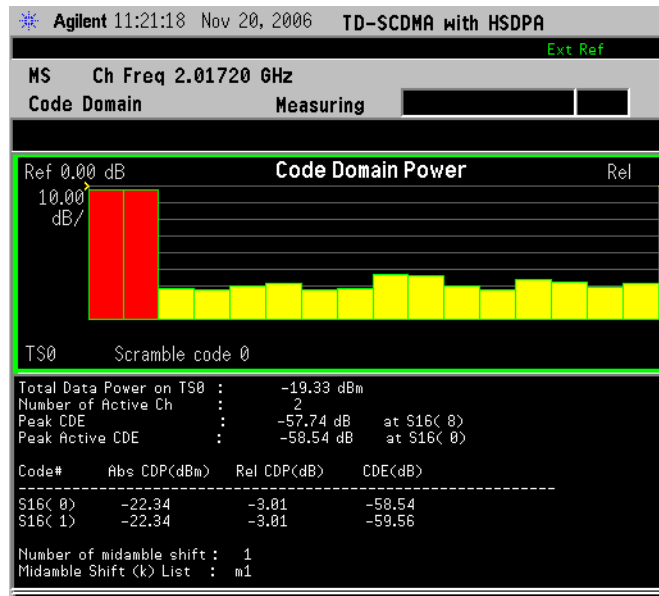 Agilent 11:21:18 Nov 20, 2006 TD-SCDMA with HSDPA
Ext Ref
MS Ch Freq 2.01720 GHz
Code Domain Measuring
Ref 0.00 dB Code Domain Power Rel
10.00
dB/
TS0 Scramble code 0
Total Data Power on TS0 : -19.33 dBm
Number of Active Ch : 2
Peak CDE : -57.74 dB at S16( 8)
Peak Active CDE : -58.54 dB at S16( 0)
Code# Abs CDP(dBm) Rel CDP(dB) CDE(dB)
S16( 0) -22.34 -3.01 -58.54
S16( 1) -22.34 -3.01 -59.56
Number of midamble shift : 1
Midamble Shift (k) List : m1